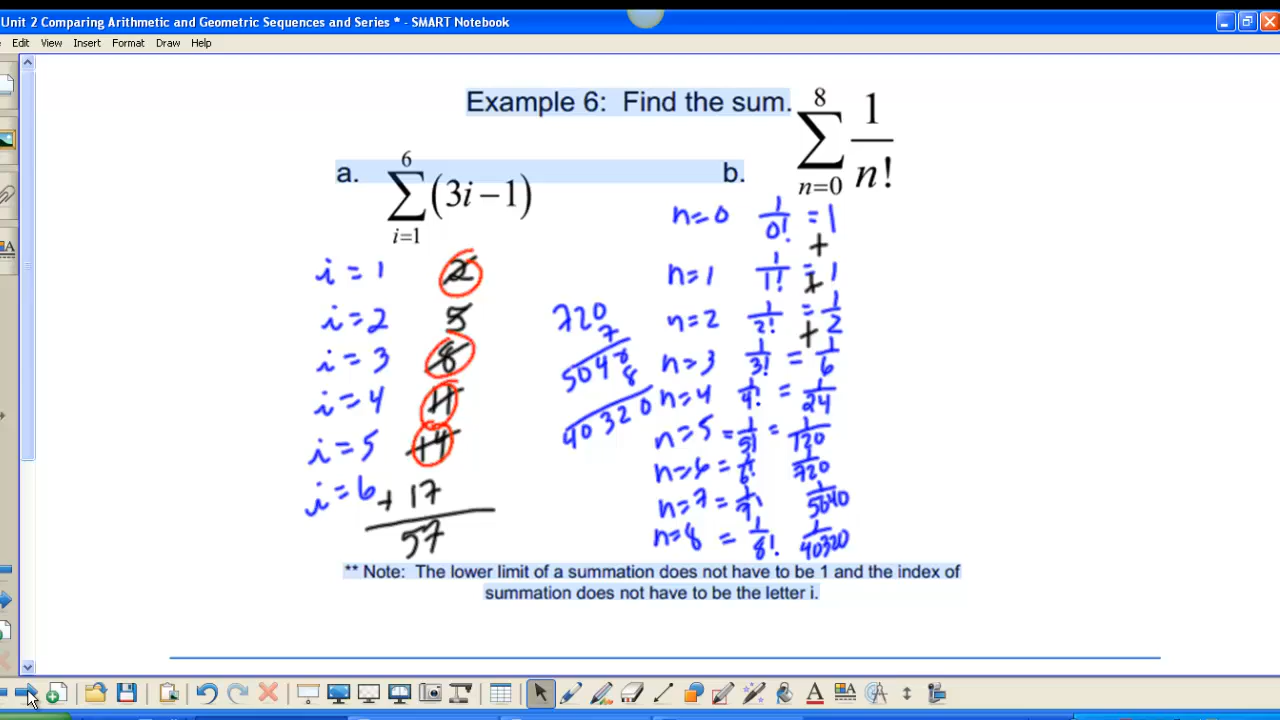 Unit 2 Comparing Arithmetic and Geometric Sequences and Series * - SMART Notebook
Edit View Insert Format Draw Help
Example 6: Find the sum.
a. 6 ∑ i=1 (3i − 1)
b. 8 ∑ n=0 1/n!
i = 1 2
i = 2 5
i = 3 8
i = 4 11
i = 5 14
i = 6 + 17
57
720
7
5040
8
40320
n=0 1/0! = 1
+
n=1 1/1! = 1
+
n=2 1/2! = 1/2
+
n=3 1/3! = 1/6
n=4 1/4! = 1/24
n=5 = 1/5! = 1/120
n=6 = 1/6! 1/720
n=7 = 1/7! 1/5040
n=8 = 1/8! 1/40320
** Note: The lower limit of a summation does not have to be 1 and the index of
summation does not have to be the letter i.